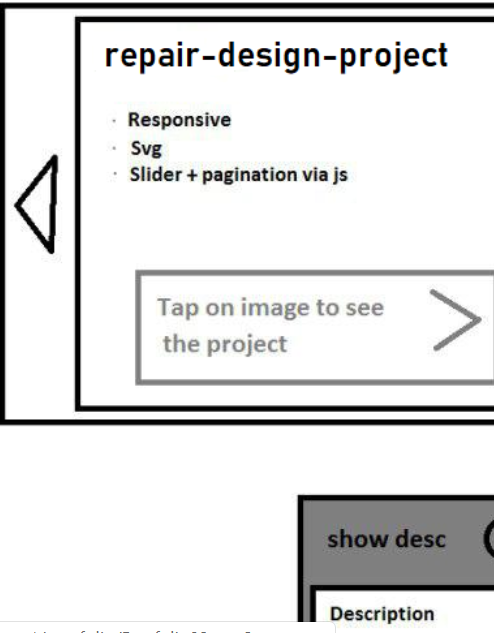 repair-design-project
· Responsive
· Svg
· Slider + pagination via js
Tap on image to see
the project
show desc
Description